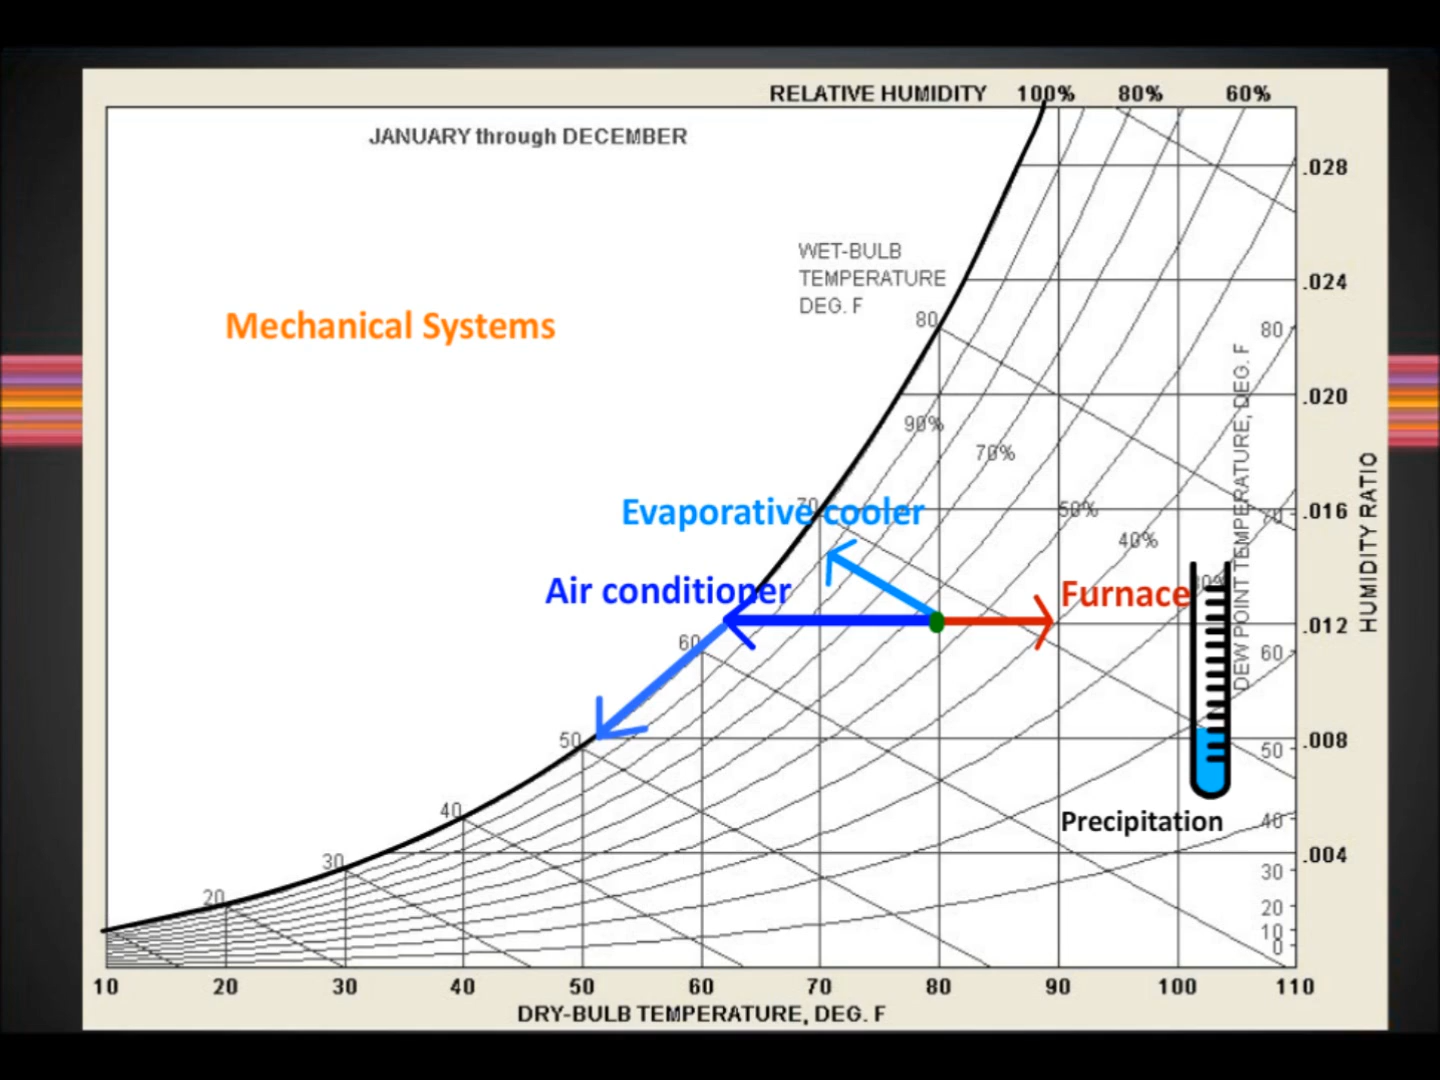 RELATIVE HUMIDITY 100% 80% 60%
JANUARY through DECEMBER
.028
WET-BULB
TEMPERATURE
DEG. F
.024
Mechanical Systems
80
80
.020
90%
70%
DEW POINT TEMPERATURE, DEG. F
HUMIDITY RATIO
70
Evaporative cooler
50%
.016
70
40%
Air conditioner
Furnace
30%
.012
60
60
50
.008
50
40
Precipitation
40
30
.004
30
20
20
10
0
10 20 30 40 50 60 70 80 90 100 110
DRY-BULB TEMPERATURE, DEG. F